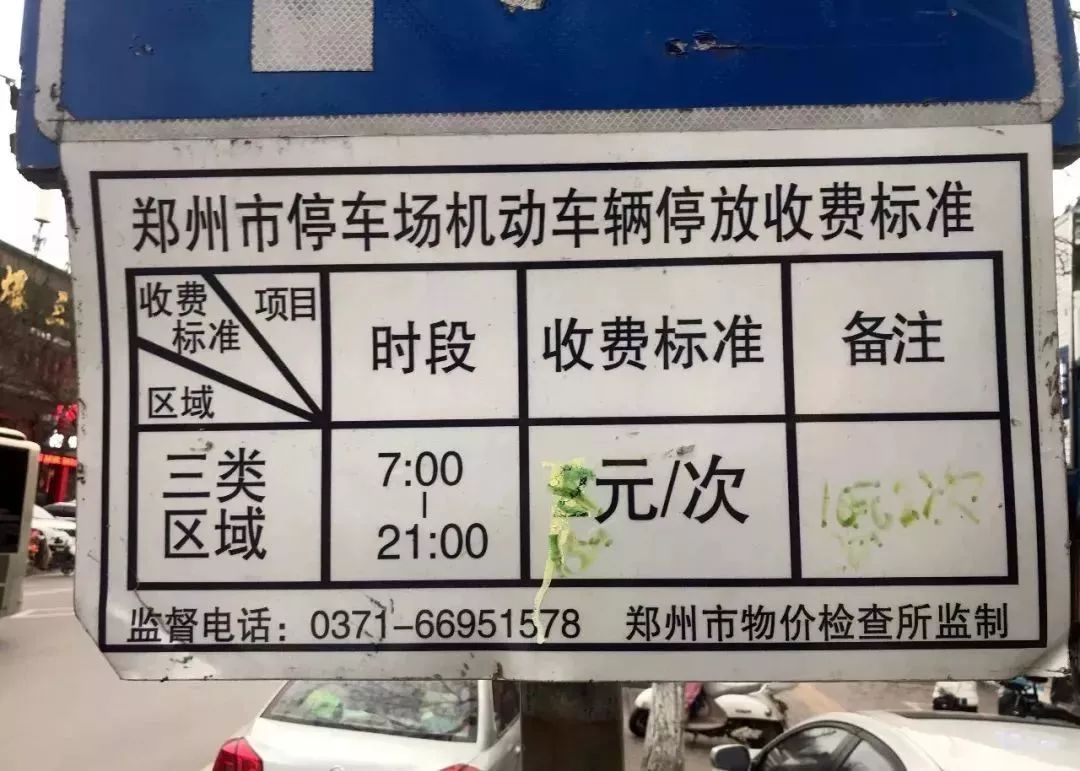 郑州市停车场机动车辆停放收费标准
收费标准 项目 区域
时段
收费标准
备注
三类区域
7:00
|
21:00
元/次
监督电话：0371-66951578 郑州市物价检查所监制